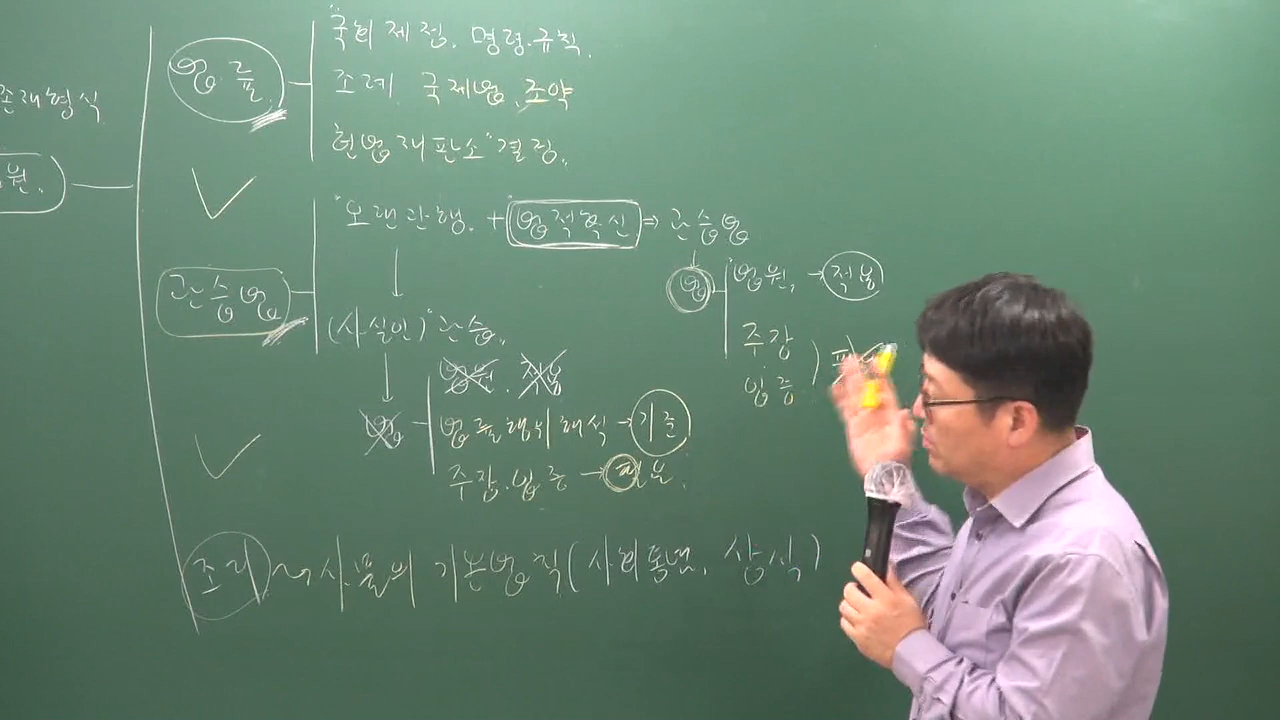 존재형식
원.
법률
"국회 제정. 명령.규칙.
조례. 국제법. 조약
헌법재판소" 결정.
"오랜관행. + 법적확신 ⇒ 관습법
관습법
법 법원, → 적용
(사실인) 관습.
주장
입증
법원. 적용
법 법률행위해석 → 기준
주장.입증 → 필요.
조리 ~> 사물의 기본법칙(사회통념. 상식)